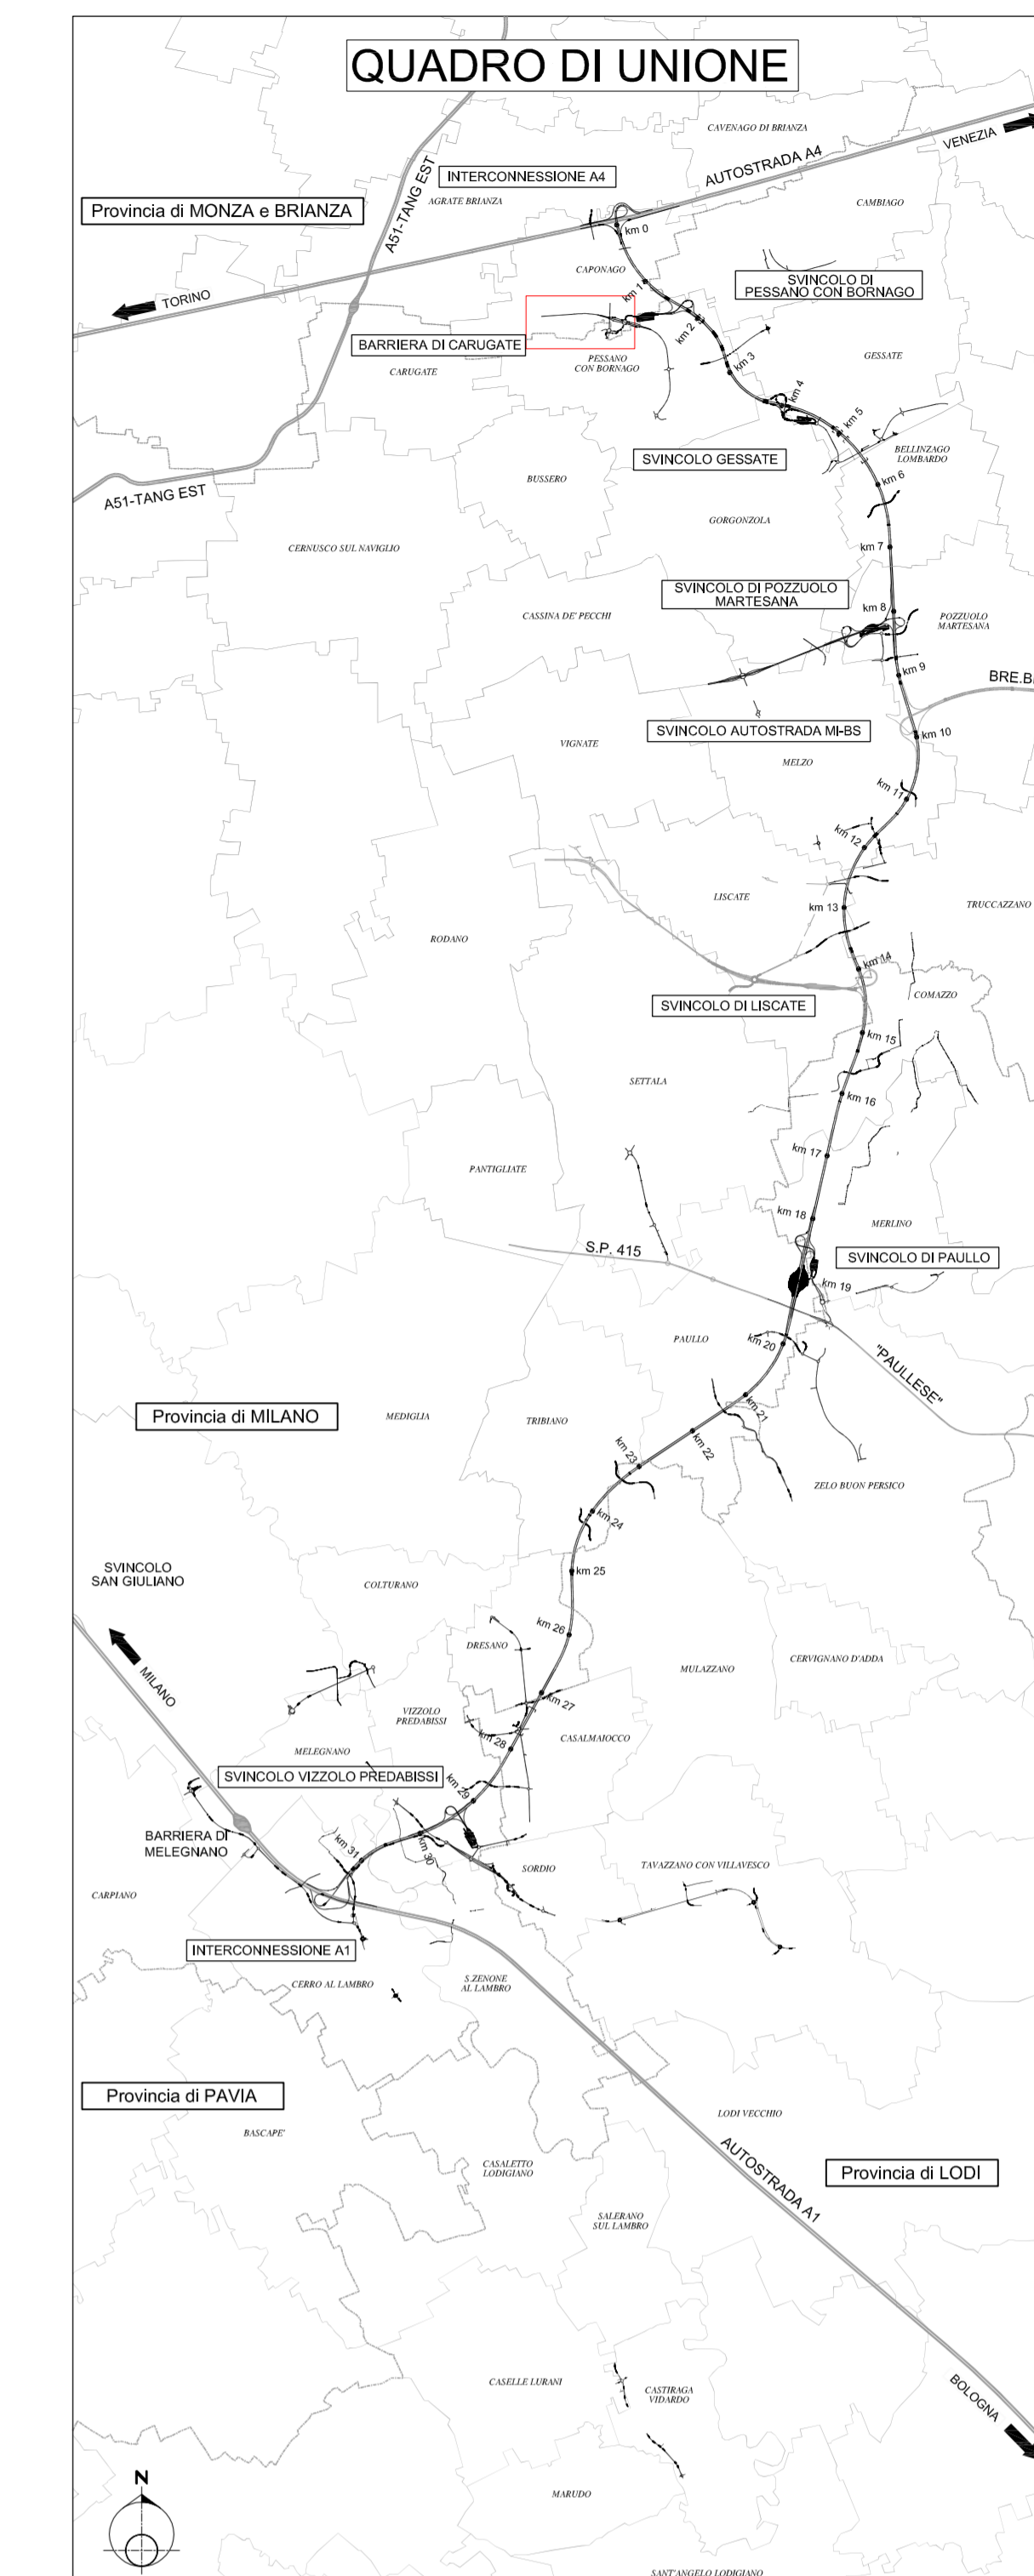 QUADRO DI UNIONE
CAVENAGO DI BRIANZA
VENEZIA
AUTOSTRADA A4
INTERCONNESSIONE A4
A51-TANG EST
AGRATE BRIANZA
CAMBIAGO
Provincia di MONZA e BRIANZA
km 0
CAPONAGO
SVINCOLO DI
PESSANO CON BORNAGO
km 1
TORINO
km 2
BARRIERA DI CARUGATE
PESSANO
CON BORNAGO
km 3
GESSATE
CARUGATE
km 4
km 5
SVINCOLO GESSATE
BELLINZAGO
LOMBARDO
BUSSERO
km 6
A51-TANG EST
GORGONZOLA
CERNUSCO SUL NAVIGLIO
km 7
SVINCOLO DI POZZUOLO
MARTESANA
km 8
CASSINA DE' PECCHI
POZZUOLO
MARTESANA
km 9
BRE.B
SVINCOLO AUTOSTRADA MI-BS
km 10
VIGNATE
MELZO
km 11
km 12
LISCATE
km 13
TRUCCAZZANO
RODANO
km 14
COMAZZO
SVINCOLO DI LISCATE
km 15
SETTALA
km 16
km 17
PANTIGLIATE
km 18
MERLINO
S.P. 415
SVINCOLO DI PAULLO
km 19
PAULLO
km 20
"PAULLESE"
km 21
Provincia di MILANO
MEDIGLIA
TRIBIANO
km 22
km 23
ZELO BUON PERSICO
km 24
SVINCOLO
SAN GIULIANO
km 25
COLTURANO
km 26
DRESANO
CERVIGNANO D'ADDA
MULAZZANO
MILANO
km 27
VIZZOLO
PREDABISSI
km 28
CASALMAIOCCO
MELEGNANO
SVINCOLO VIZZOLO PREDABISSI
km 29
BARRIERA DI
MELEGNANO
km 30
km 31
SORDIO
TAVAZZANO CON VILLAVESCO
CARPIANO
INTERCONNESSIONE A1
CERRO AL LAMBRO
S.ZENONE
AL LAMBRO
Provincia di PAVIA
LODI VECCHIO
BASCAPE'
AUTOSTRADA A1
CASALETTO
LODIGIANO
Provincia di LODI
SALERANO
SUL LAMBRO
CASELLE LURANI
CASTIRAGA
VIDARDO
BOLOGNA
N
MARUDO
SANT'ANGELO LODIGIANO